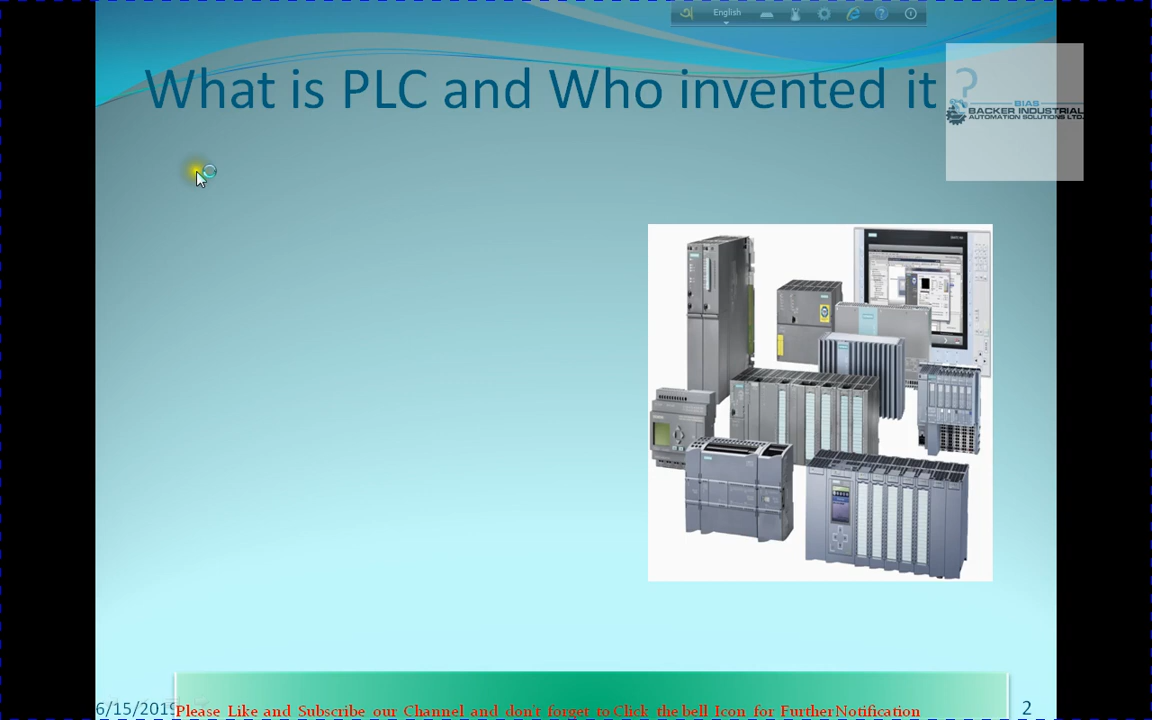 English
What is PLC and Who invented it ?
BIAS
BACKER INDUSTRIAL
AUTOMATION SOLUTIONS LTD.
6/15/2019
Please Like and Subscribe our Channel and don't forget to Click the bell Icon for Further Notification
2